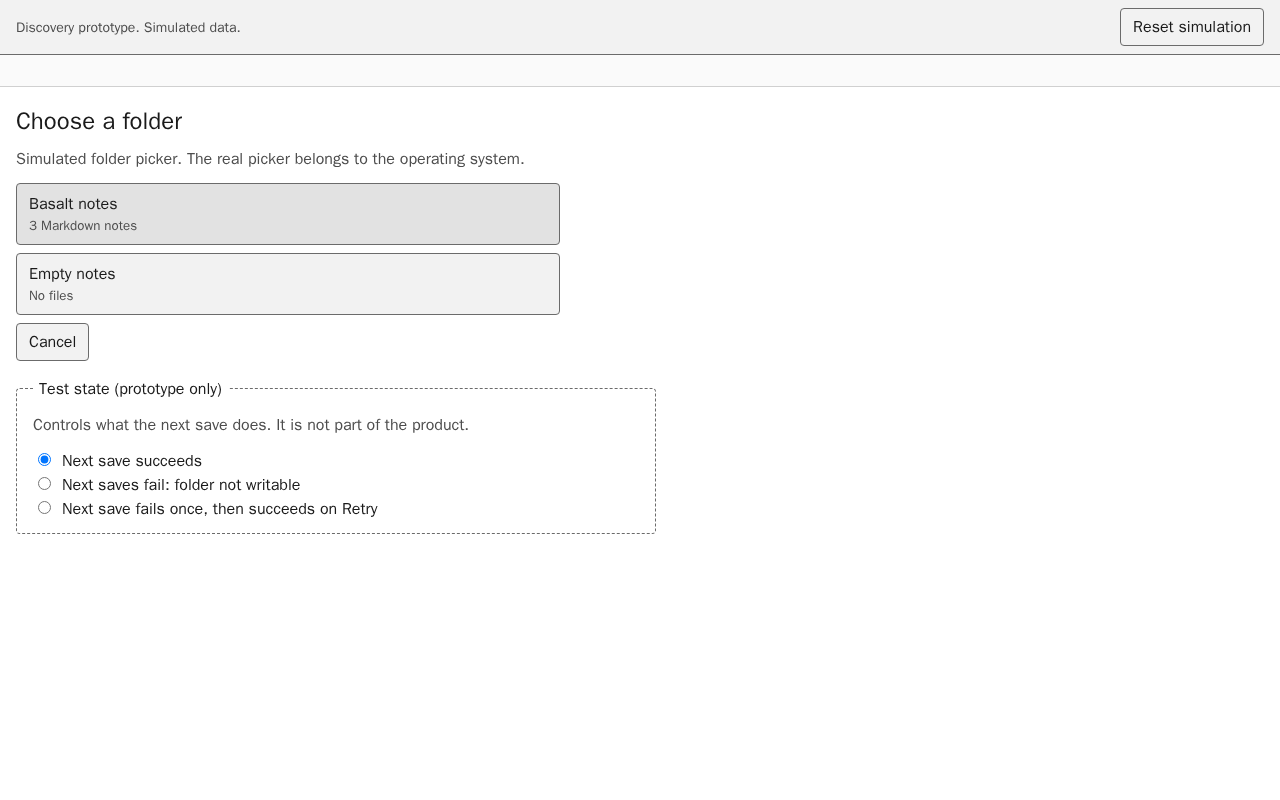 Discovery prototype. Simulated data.
Reset simulation
Choose a folder
Simulated folder picker. The real picker belongs to the operating system.
Basalt notes
3 Markdown notes
Empty notes
No files
Cancel
Test state (prototype only)
Controls what the next save does. It is not part of the product.
Next save succeeds
Next saves fail: folder not writable
Next save fails once, then succeeds on Retry